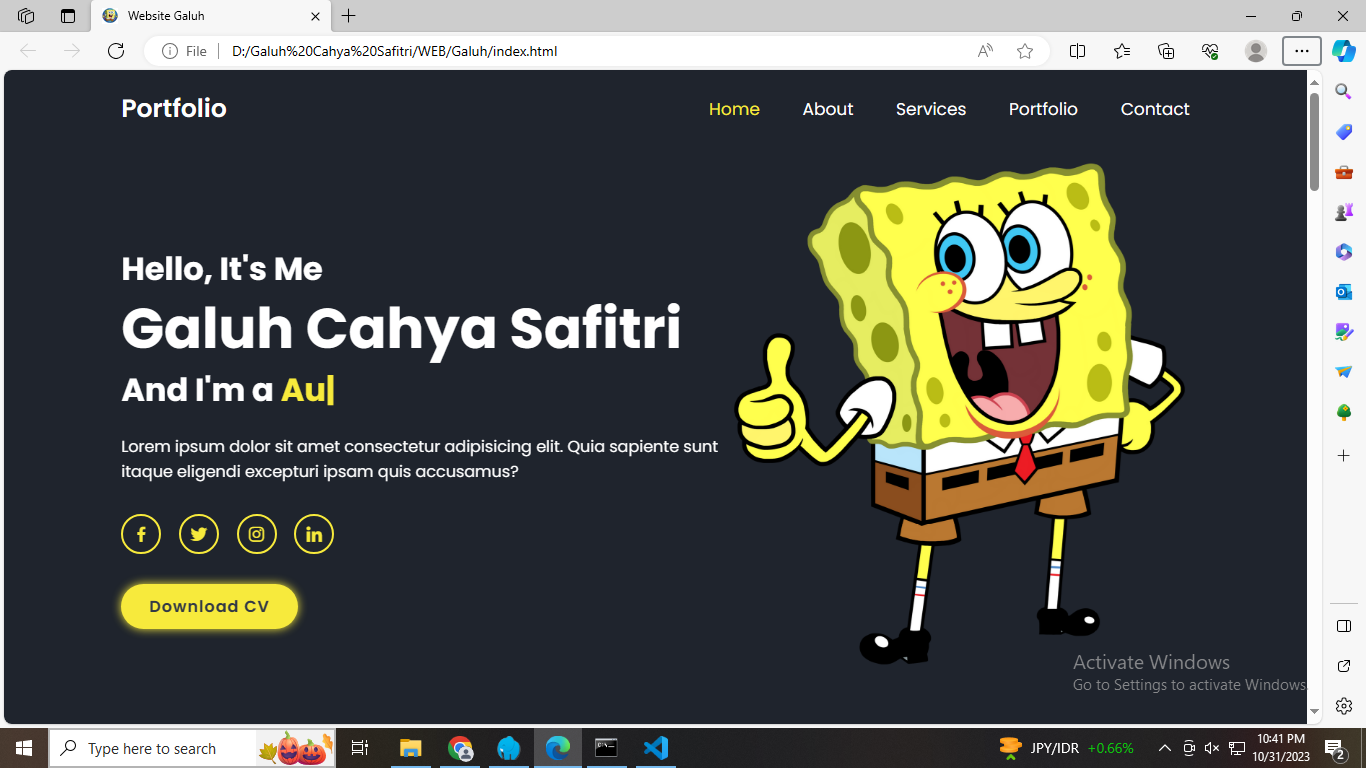 Website Galuh
File
D:/Galuh%20Cahya%20Safitri/WEB/Galuh/index.html
Portfolio
Home
About
Services
Portfolio
Contact
Hello, It's Me
Galuh Cahya Safitri
And I'm a Au|
Lorem ipsum dolor sit amet consectetur adipisicing elit. Quia sapiente sunt
itaque eligendi excepturi ipsam quis accusamus?
Download CV
Activate Windows
Go to Settings to activate Windows.
Type here to search
JPY/IDR +0.66%
10:41 PM
10/31/2023
2